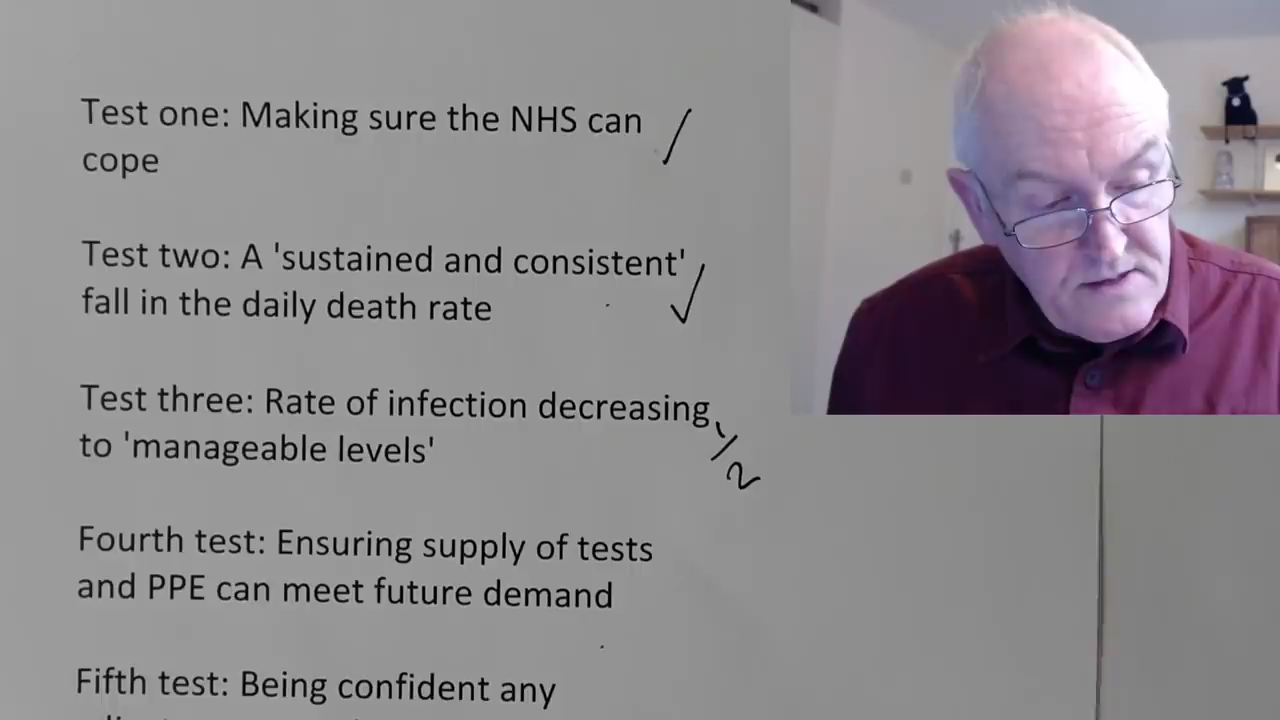 Test one: Making sure the NHS can /
cope
Test two: A 'sustained and consistent' ✓
fall in the daily death rate
Test three: Rate of infection decreasing 1/2
to 'manageable levels'
Fourth test: Ensuring supply of tests
and PPE can meet future demand
Fifth test: Being confident any